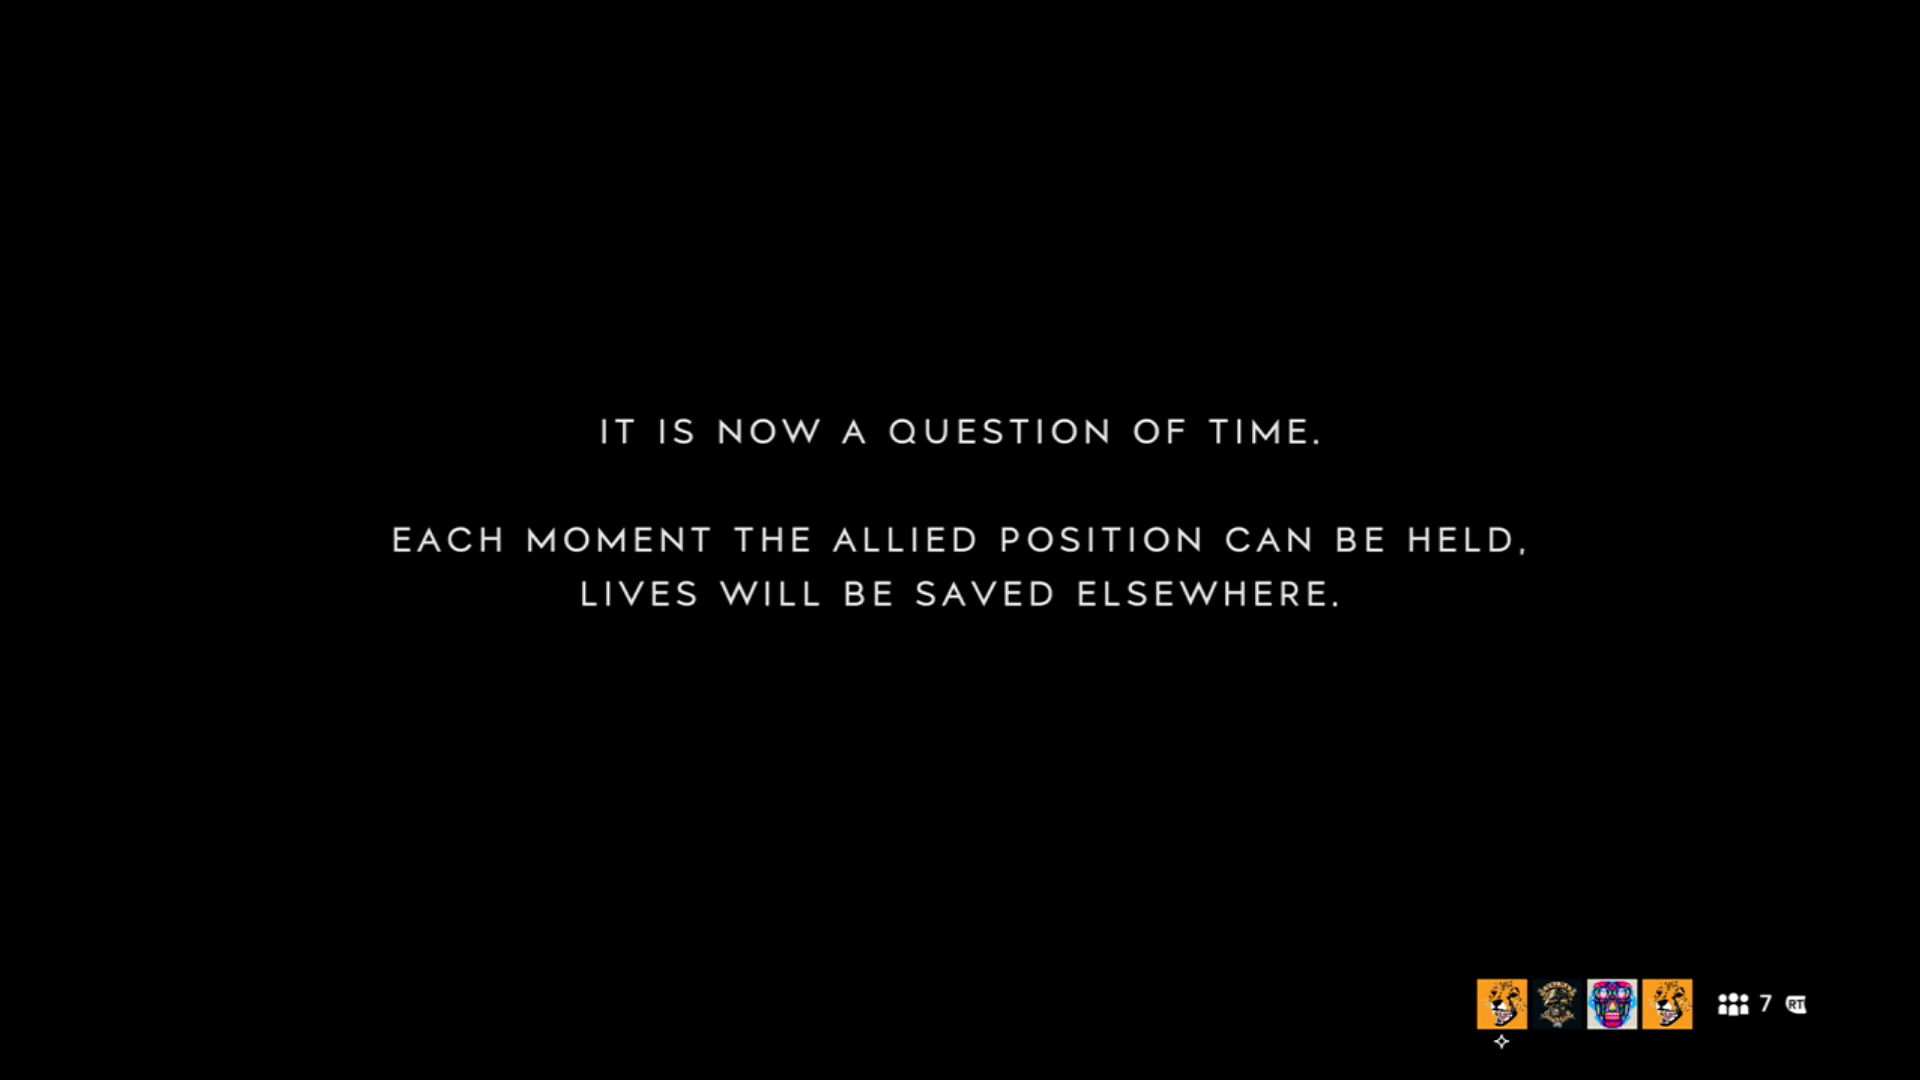 IT IS NOW A QUESTION OF TIME.
EACH MOMENT THE ALLIED POSITION CAN BE HELD,
LIVES WILL BE SAVED ELSEWHERE.
7 RT